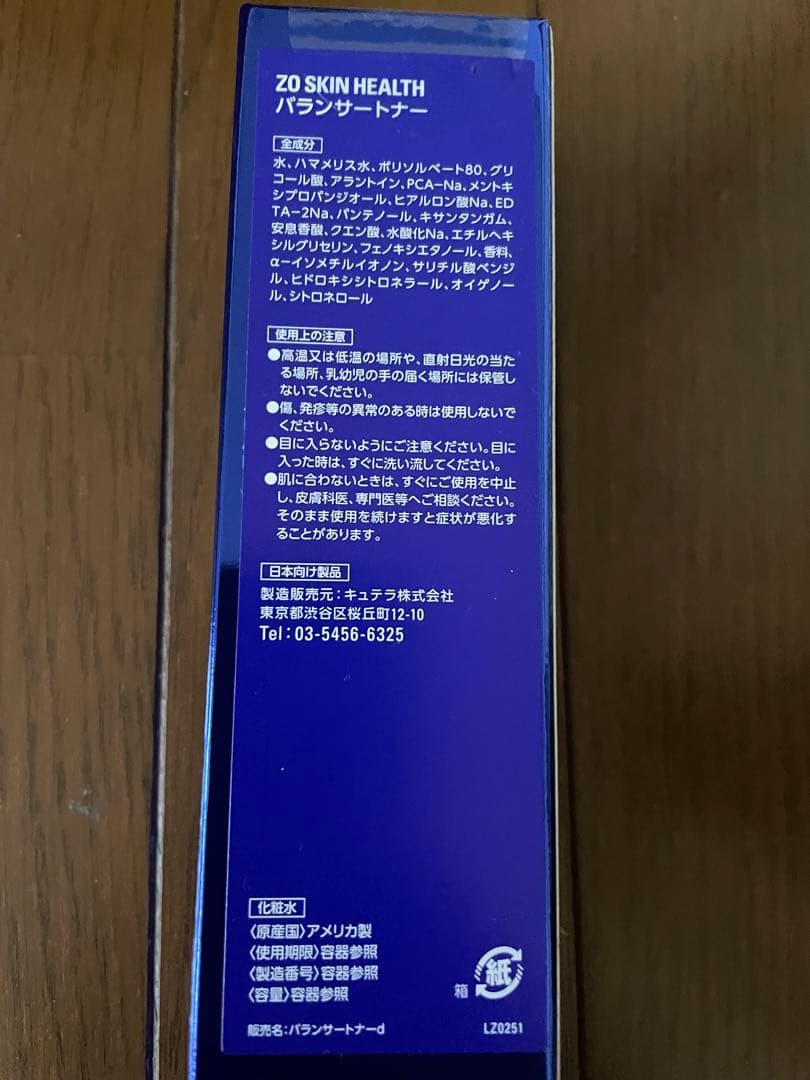 ZO SKIN HEALTH
バランサートナー
全成分
水、ハマメリス水、ポリソルベート80、グリ
コール酸、アラントイン、PCA-Na、メントキ
シプロパンジオール、ヒアルロン酸Na、ED
TA-2Na、パンテノール、キサンタンガム、
安息香酸、クエン酸、水酸化Na、エチルヘキ
シルグリセリン、フェノキシエタノール、香料、
α-イソメチルイオノン、サリチル酸ベンジ
ル、ヒドロキシシトロネラール、オイゲノー
ル、シトロネロール
使用上の注意
●高温又は低温の場所や、直射日光の当た
る場所、乳幼児の手の届く場所には保管し
ないでください。
●傷、発疹等の異常のある時は使用しないで
ください。
●目に入らないようにご注意ください。目に
入った時は、すぐに洗い流してください。
●肌に合わないときは、すぐにご使用を中止
し、皮膚科医、専門医等へご相談ください。
そのまま使用を続けますと症状が悪化す
ることがあります。
日本向け製品
製造販売元：キュテラ株式会社
東京都渋谷区桜丘町12-10
Tel：03-5456-6325
化粧水
〈原産国〉アメリカ製
〈使用期限〉容器参照
〈製造番号〉容器参照
〈容量〉容器参照
箱 紙
販売名：バランサートナーd LZ0251